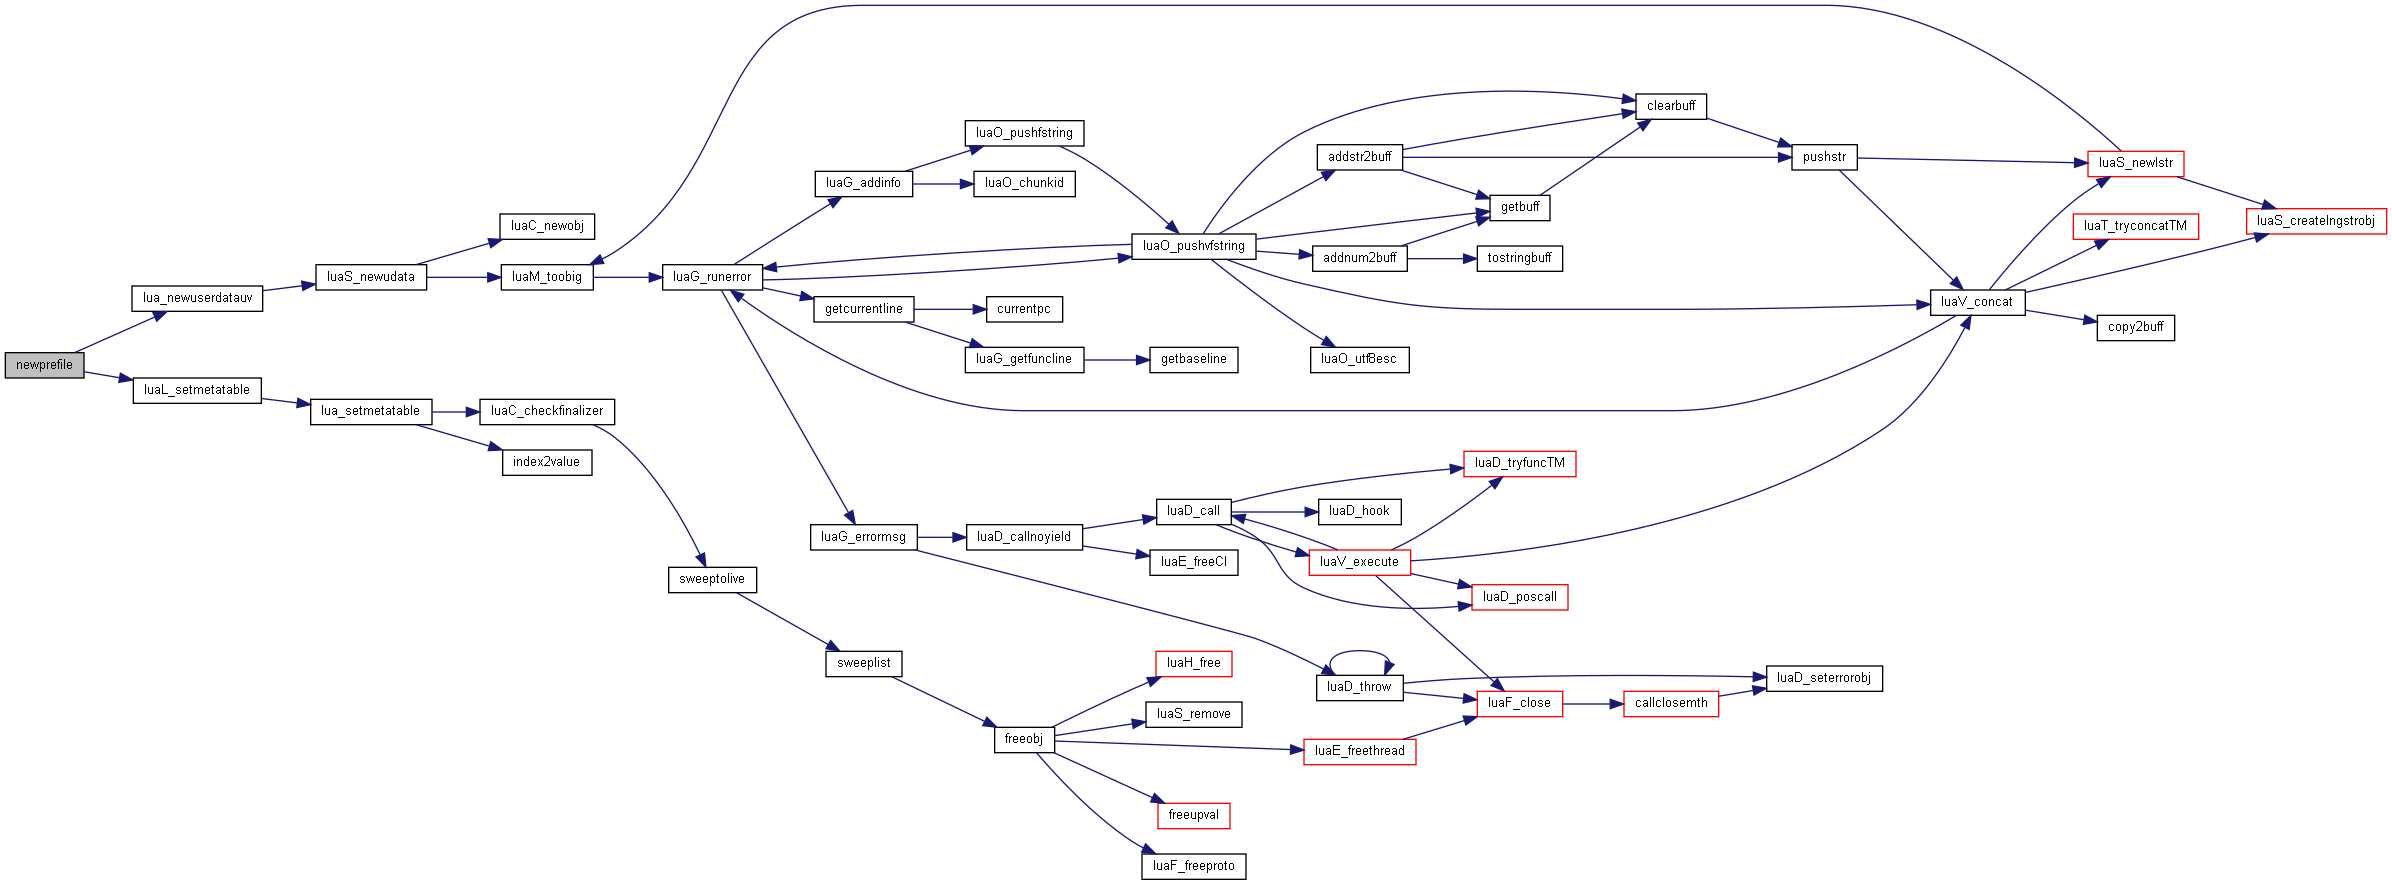 newprefile
lua_newuserdatauv
luaL_setmetatable
luaS_newudata
lua_setmetatable
luaC_newobj
luaM_toobig
luaC_checkfinalizer
index2value
luaG_runerror
sweeptolive
luaG_addinfo
getcurrentline
luaG_errormsg
sweeplist
luaO_pushfstring
luaO_chunkid
currentpc
luaG_getfuncline
luaD_callnoyield
freeobj
luaO_pushvfstring
getbaseline
luaD_call
luaE_freeCI
luaH_free
luaS_remove
freeupval
luaF_freeproto
addstr2buff
addnum2buff
luaO_utf8esc
luaD_hook
luaV_execute
luaD_throw
luaE_freethread
getbuff
tostringbuff
luaD_tryfuncTM
luaD_poscall
luaF_close
clearbuff
callclosemth
pushstr
luaD_seterrorobj
luaV_concat
luaS_newlstr
luaT_tryconcatTM
copy2buff
luaS_createlngstrobj